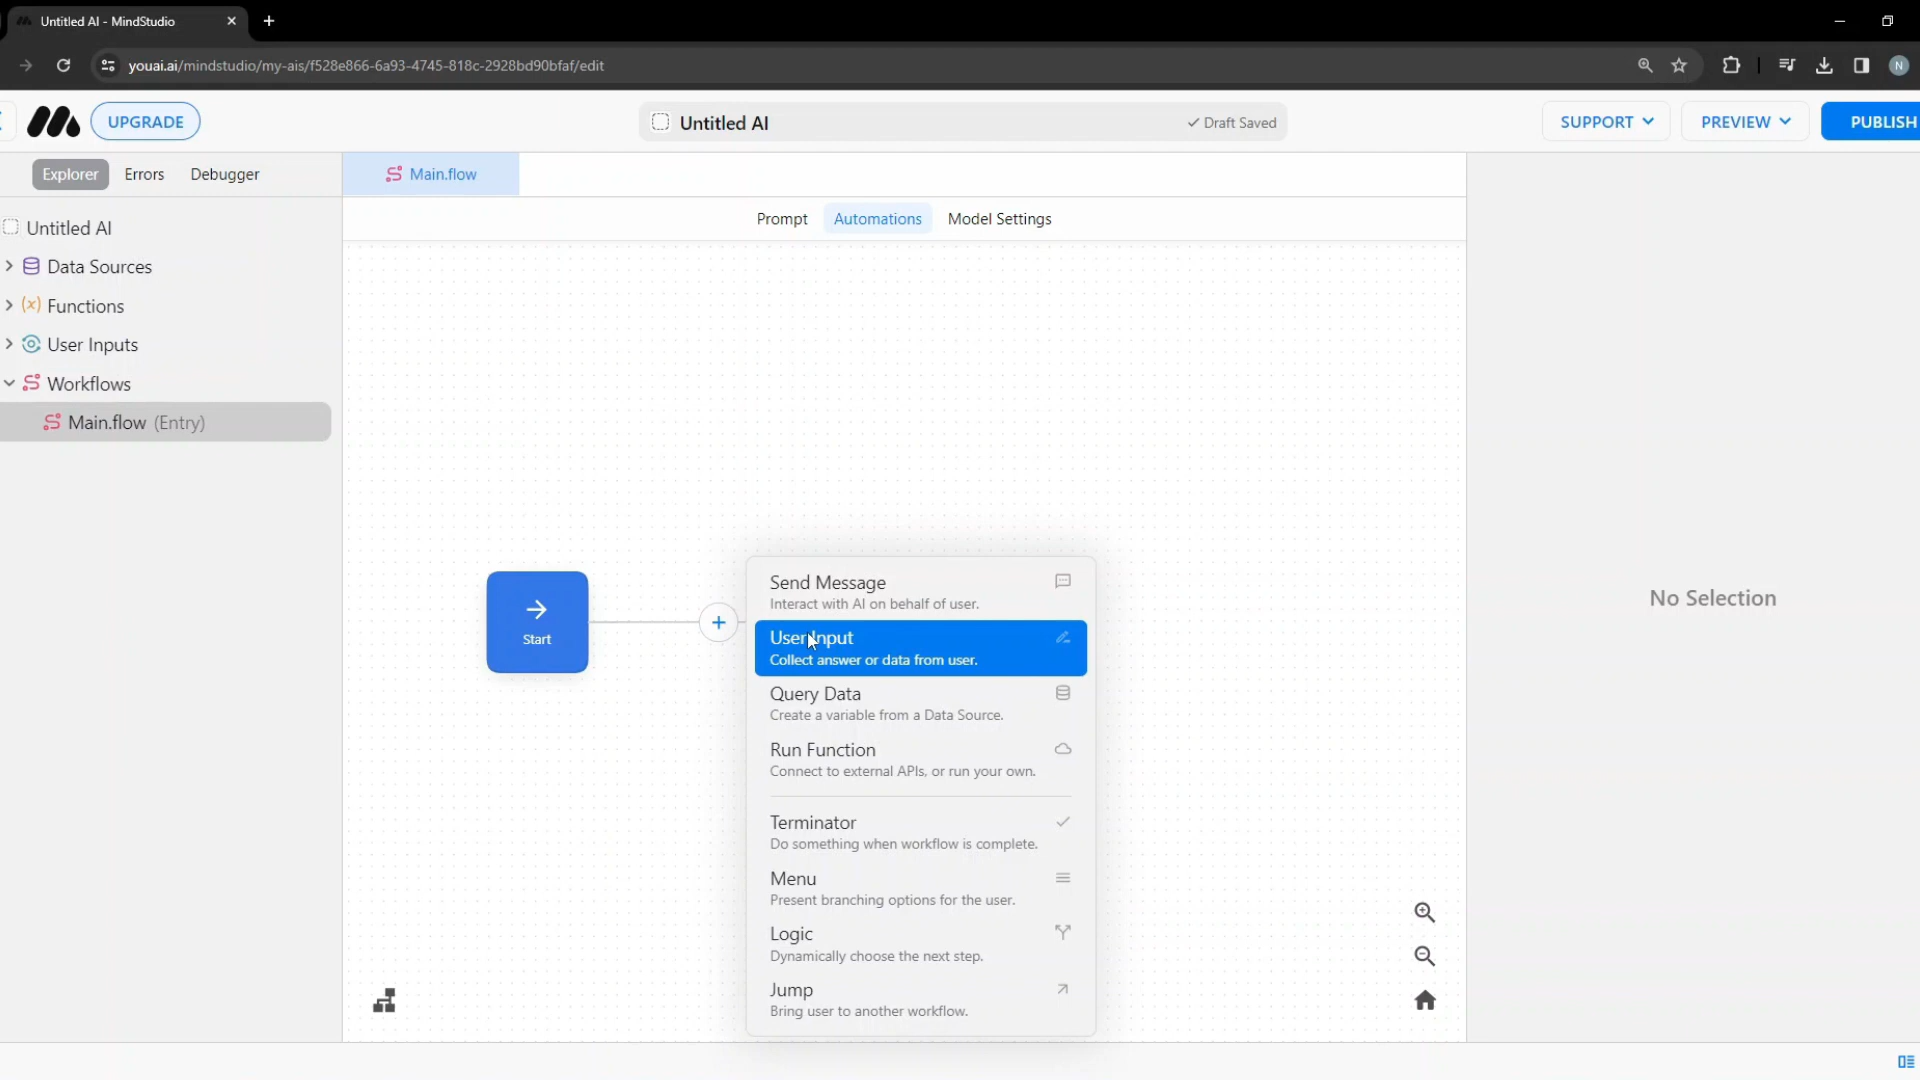 Untitled AI - MindStudio
youai.ai/mindstudio/my-ais/f528e866-6a93-4745-818c-2928bd90bfaf/edit
N
UPGRADE
Untitled AI
Draft Saved
SUPPORT
PREVIEW
PUBLISH
Explorer
Errors
Debugger
Main.flow
Prompt
Automations
Model Settings
Untitled AI
Data Sources
(x) Functions
User Inputs
Workflows
Main.flow (Entry)
Start
Send Message
Interact with AI on behalf of user.
User Input
Collect answer or data from user.
Query Data
Create a variable from a Data Source.
Run Function
Connect to external APIs, or run your own.
Terminator
Do something when workflow is complete.
Menu
Present branching options for the user.
Logic
Dynamically choose the next step.
Jump
Bring user to another workflow.
No Selection